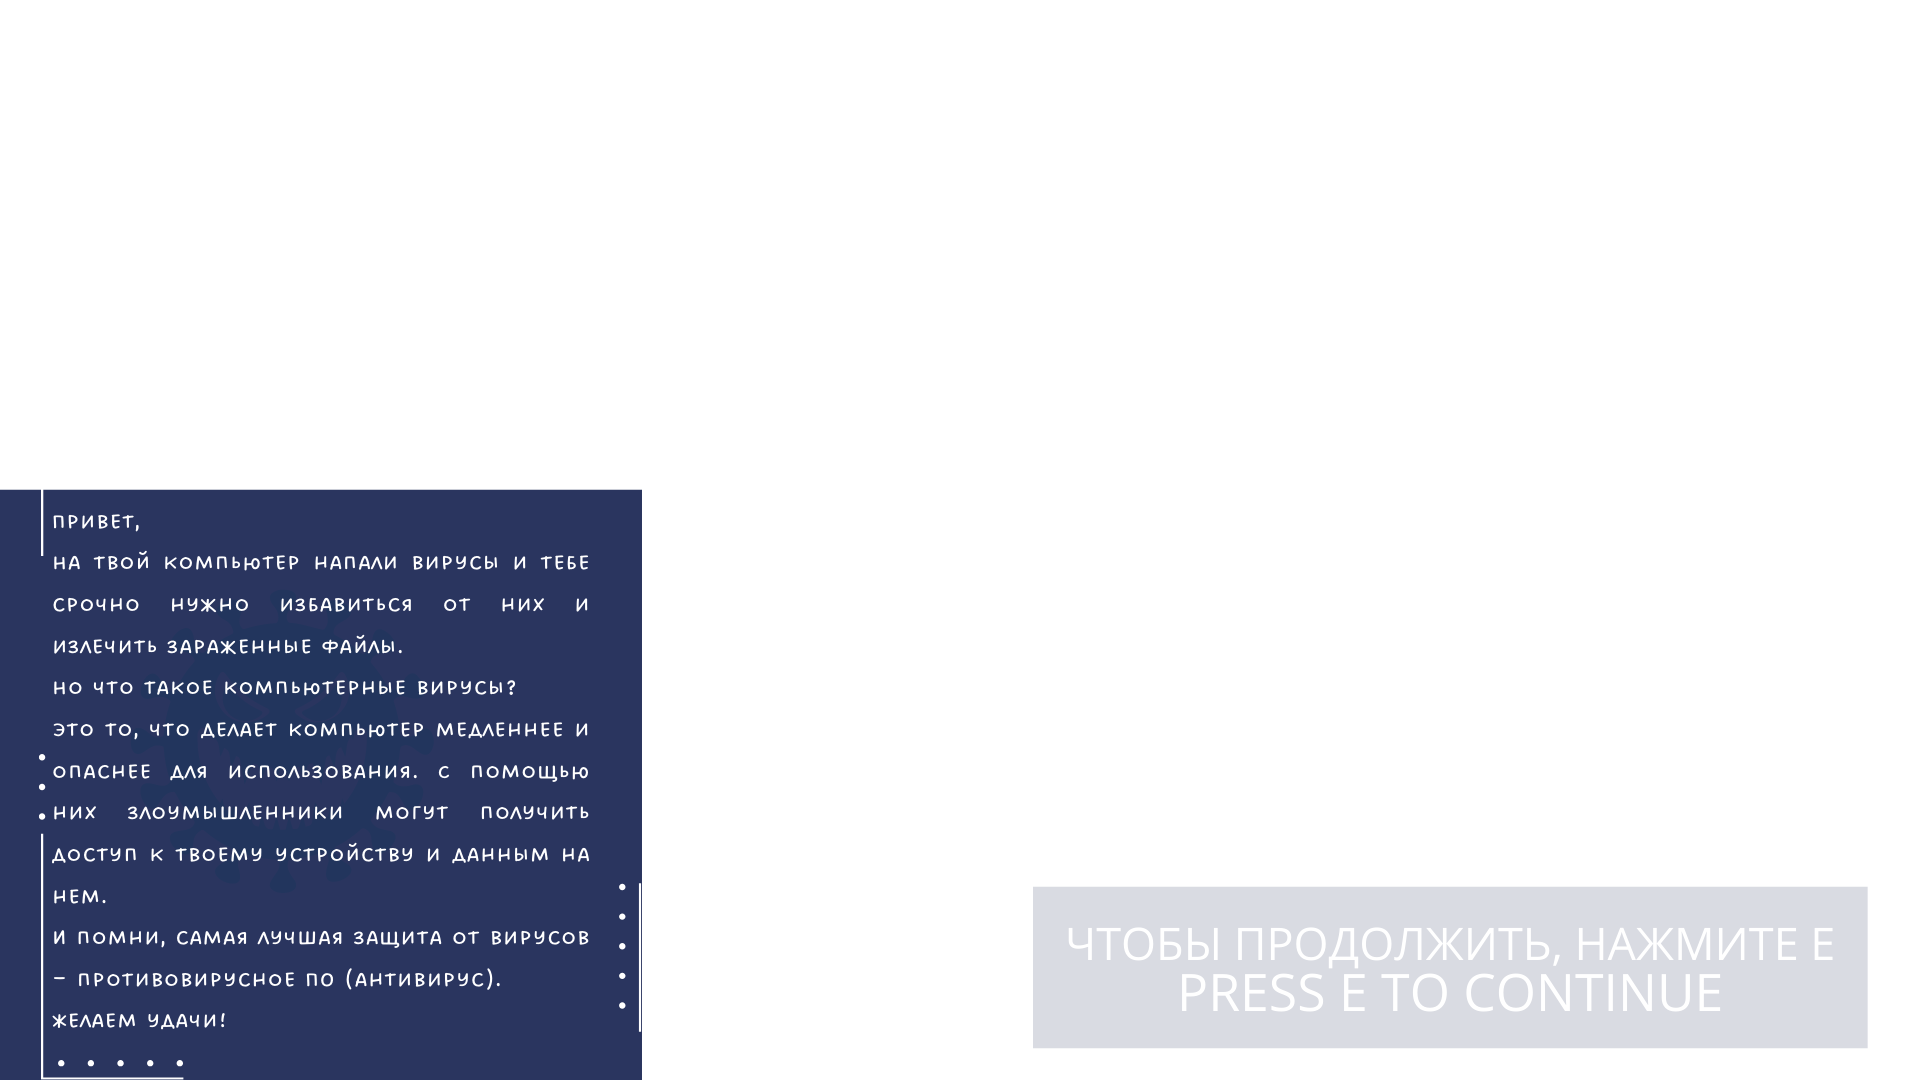 ПРИВЕТ,
НА ТВОЙ КОМПЬЮТЕР НАПАЛИ ВИРУСЫ И ТЕБЕ
СРОЧНО НУЖНО ИЗБАВИТЬСЯ ОТ НИХ И
ИЗЛЕЧИТЬ ЗАРАЖЕННЫЕ ФАЙЛЫ.
НО ЧТО ТАКОЕ КОМПЬЮТЕРНЫЕ ВИРУСЫ?
ЭТО ТО, ЧТО ДЕЛАЕТ КОМПЬЮТЕР МЕДЛЕННЕЕ И
ОПАСНЕЕ ДЛЯ ИСПОЛЬЗОВАНИЯ. С ПОМОЩЬЮ
НИХ ЗЛОУМЫШЛЕННИКИ МОГУТ ПОЛУЧИТЬ
ДОСТУП К ТВОЕМУ УСТРОЙСТВУ И ДАННЫМ НА
НЕМ.
И ПОМНИ, САМАЯ ЛУЧШАЯ ЗАЩИТА ОТ ВИРУСОВ
– ПРОТИВОВИРУСНОЕ ПО (АНТИВИРУС).
ЖЕЛАЕМ УДАЧИ!
ЧТОБЫ ПРОДОЛЖИТЬ, НАЖМИТЕ E
PRESS E TO CONTINUE